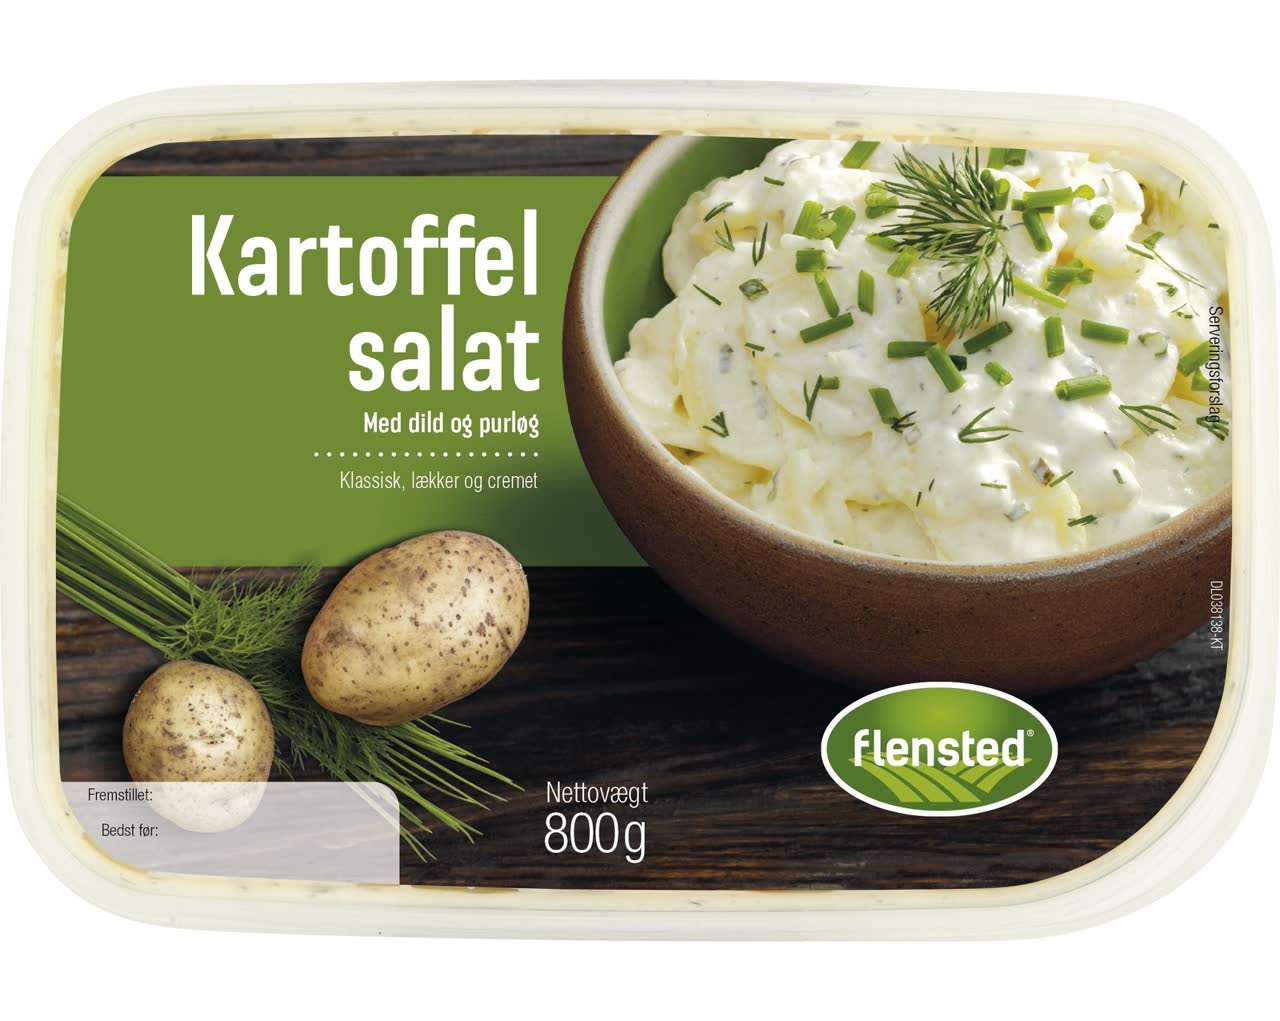 Kartoffel
salat
Med dild og purløg
Klassisk, lækker og cremet
Serveringsforslag
DL038138-KT
flensted®
Nettovægt
800g
Fremstillet:
Bedst før: